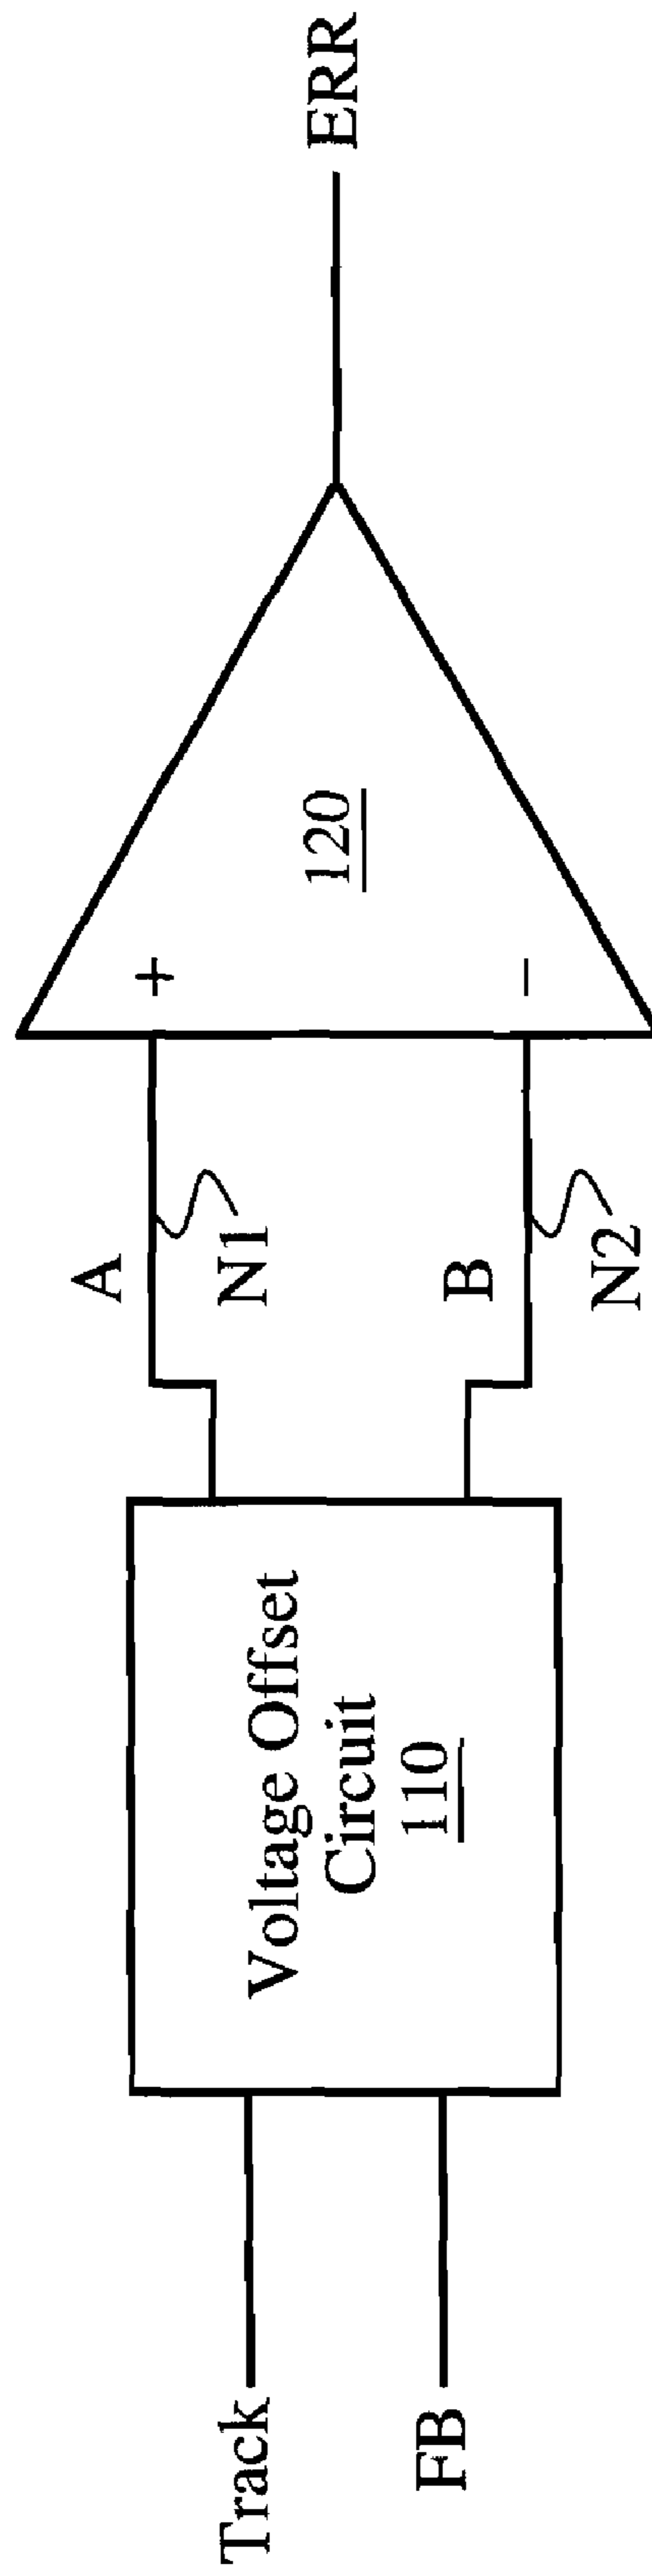 Track
FB
Voltage Offset
Circuit
110
A
N1
B
N2
+
−
120
ERR